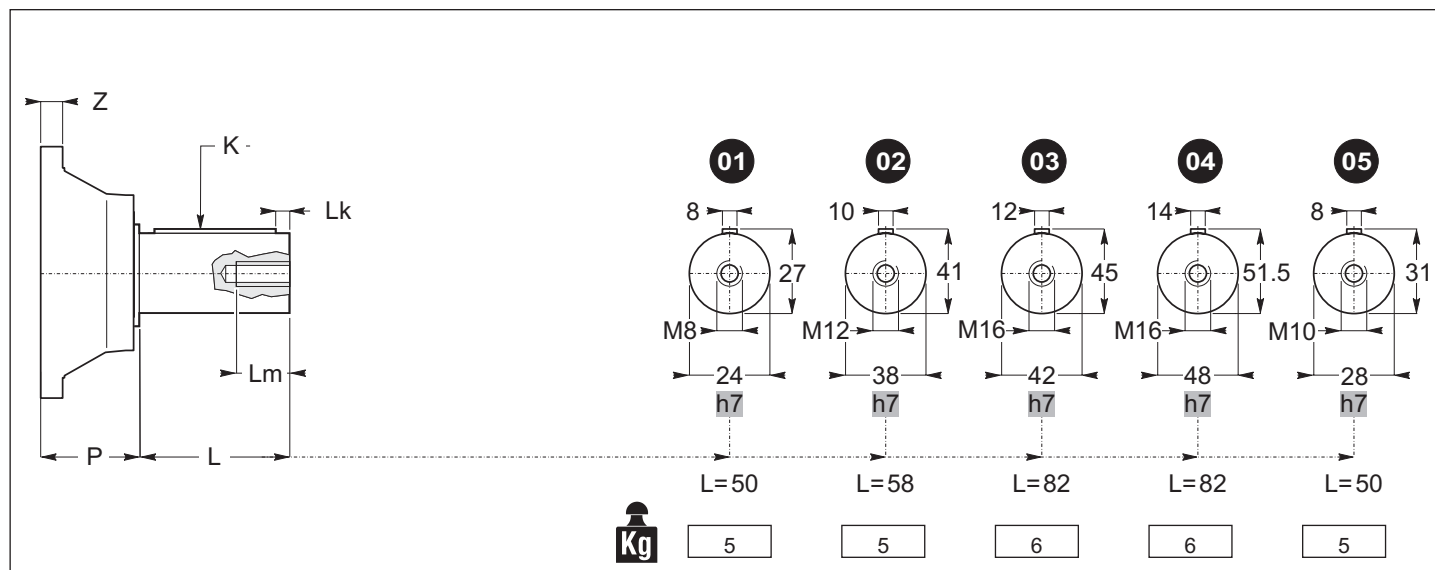 Z
K -
Lk
Lm
P
L
01 02 03 04 05
8 10 12 14 8
27 41 45 51.5 31
M8 M12 M16 M16 M10
24 38 42 48 28
h7 h7 h7 h7 h7
L=50 L=58 L=82 L=82 L=50
Kg 5 5 6 6 5